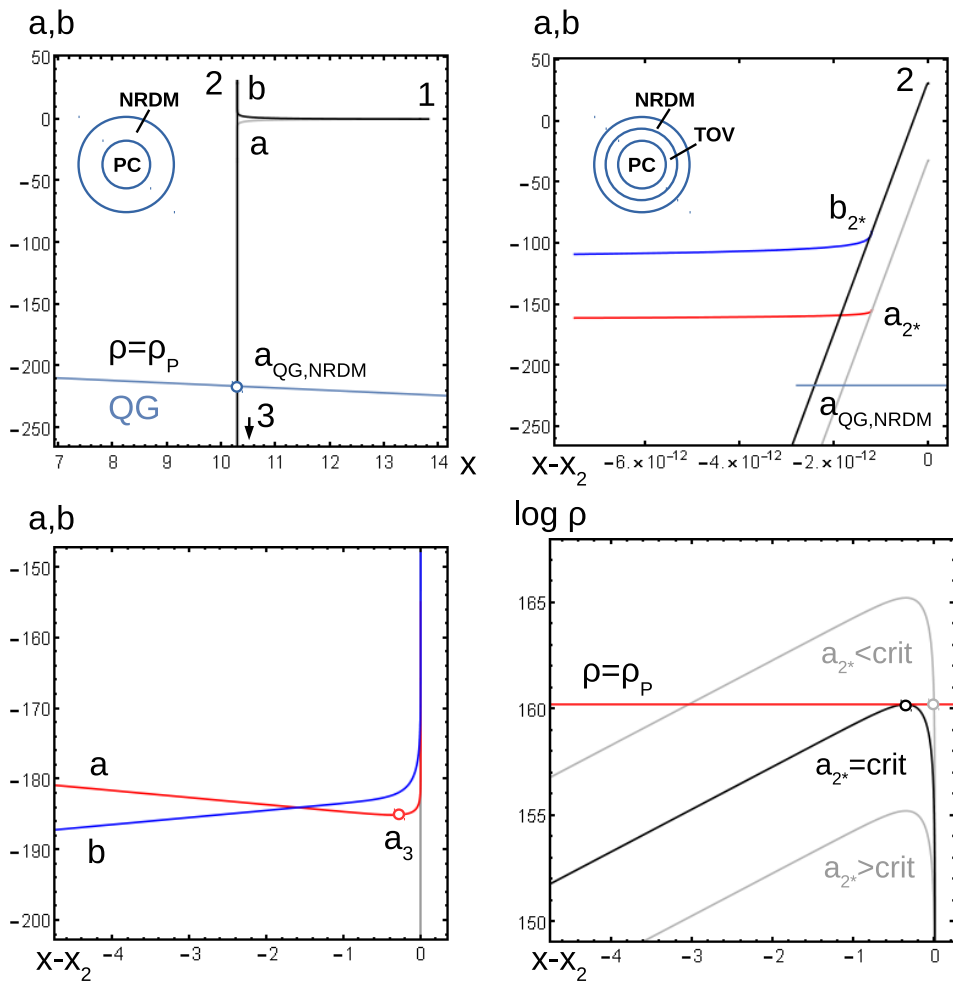 a,b
50
0
−50
−100
−150
−200
−250
2
b
1
a
NRDM
PC
ρ=ρP
aQG,NRDM
QG
3
7
8
9
10
11
12
13
14
x
a,b
50
0
−50
−100
−150
−200
−250
2
NRDM
TOV
PC
b2*
a2*
aQG,NRDM
x-x2
−6.×10−12
−4.×10−12
−2.×10−12
0
a,b
−150
−160
−170
−180
−190
−200
a
b
a3
x-x2
−4
−3
−2
−1
0
log ρ
165
160
155
150
a2*<crit
ρ=ρP
a2*=crit
a2*>crit
x-x2
−4
−3
−2
−1
0